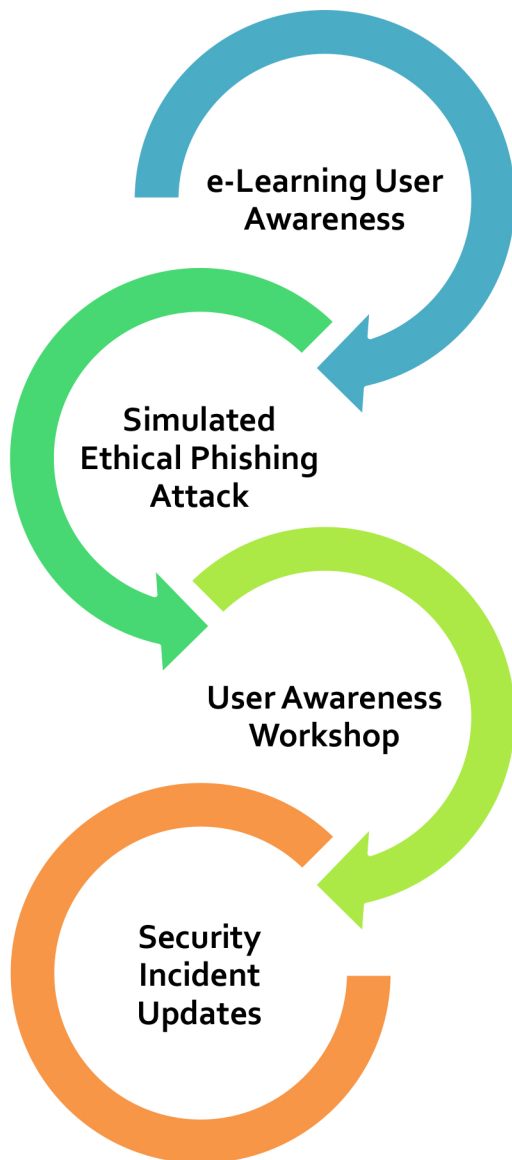 e-Learning User
Awareness
Simulated
Ethical Phishing
Attack
User Awareness
Workshop
Security
Incident
Updates